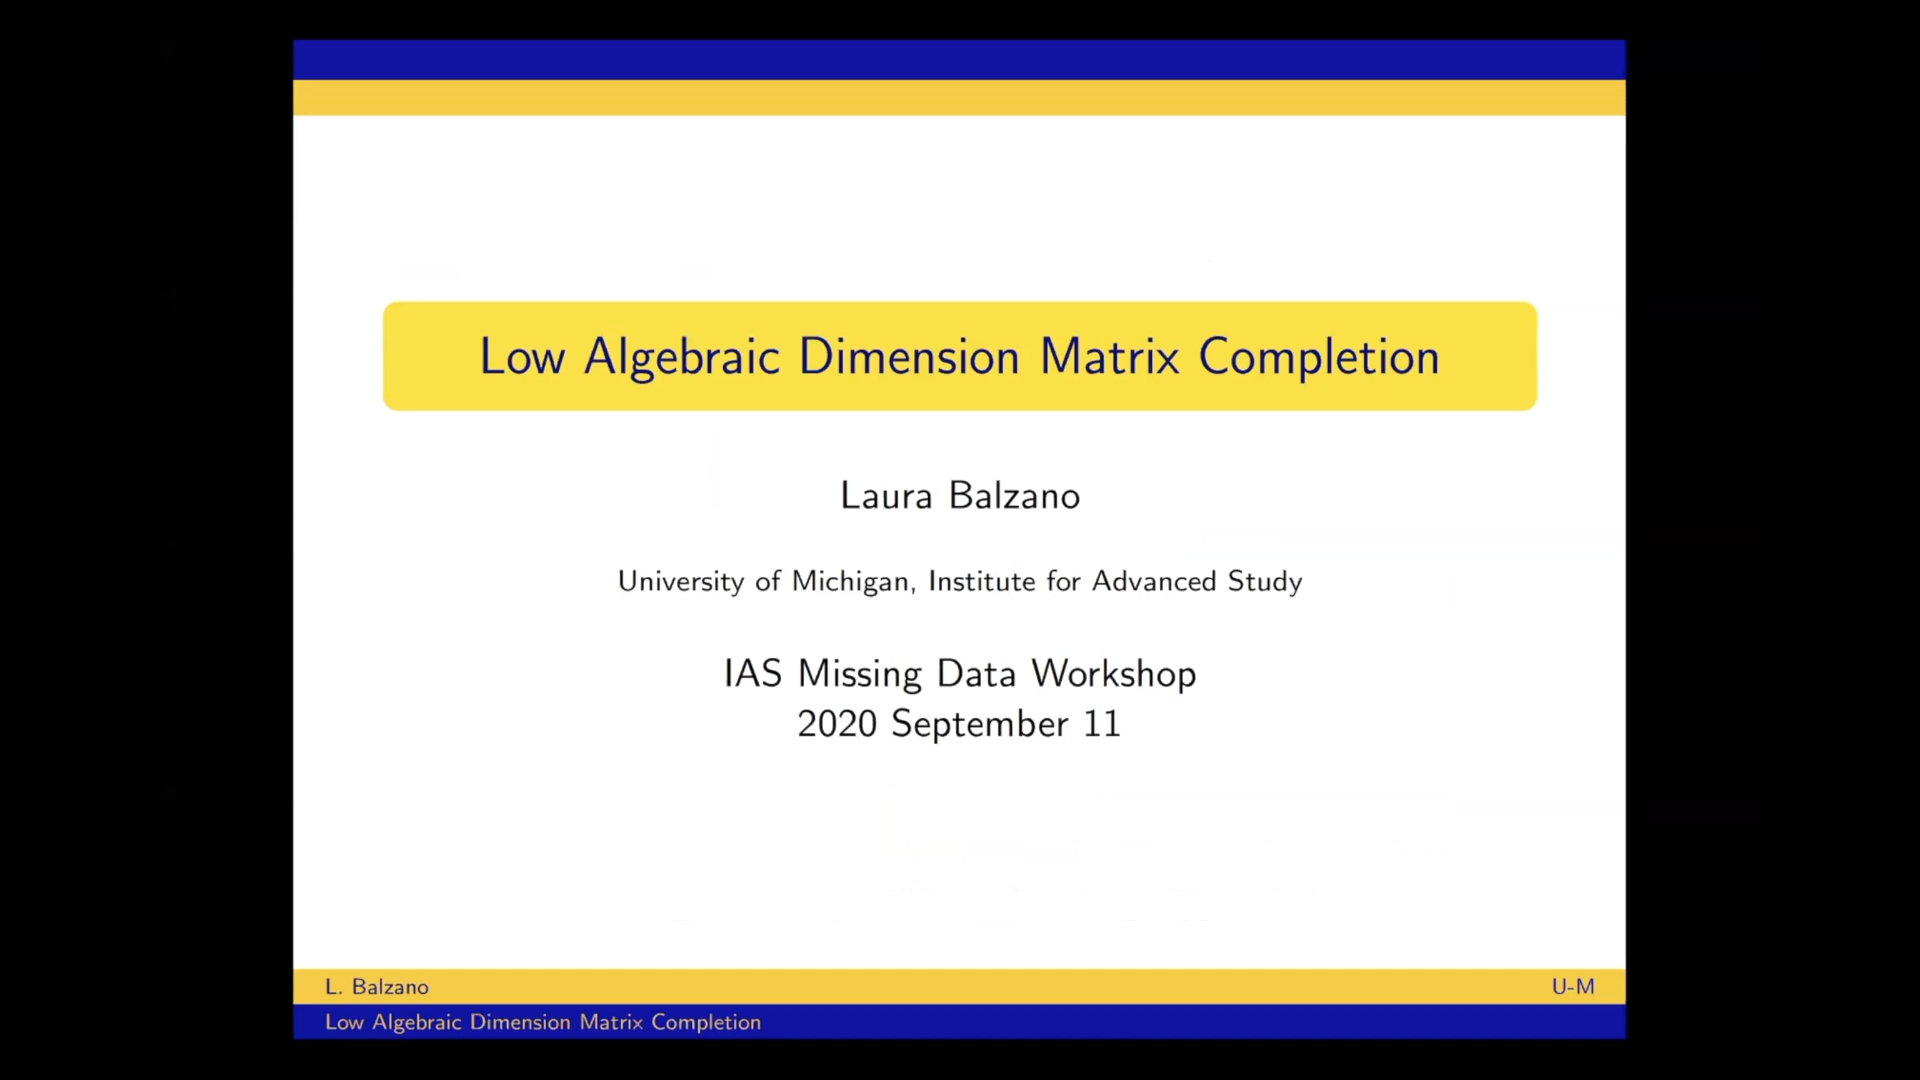 Low Algebraic Dimension Matrix Completion
Laura Balzano
University of Michigan, Institute for Advanced Study
IAS Missing Data Workshop
2020 September 11
L. Balzano
U-M
Low Algebraic Dimension Matrix Completion